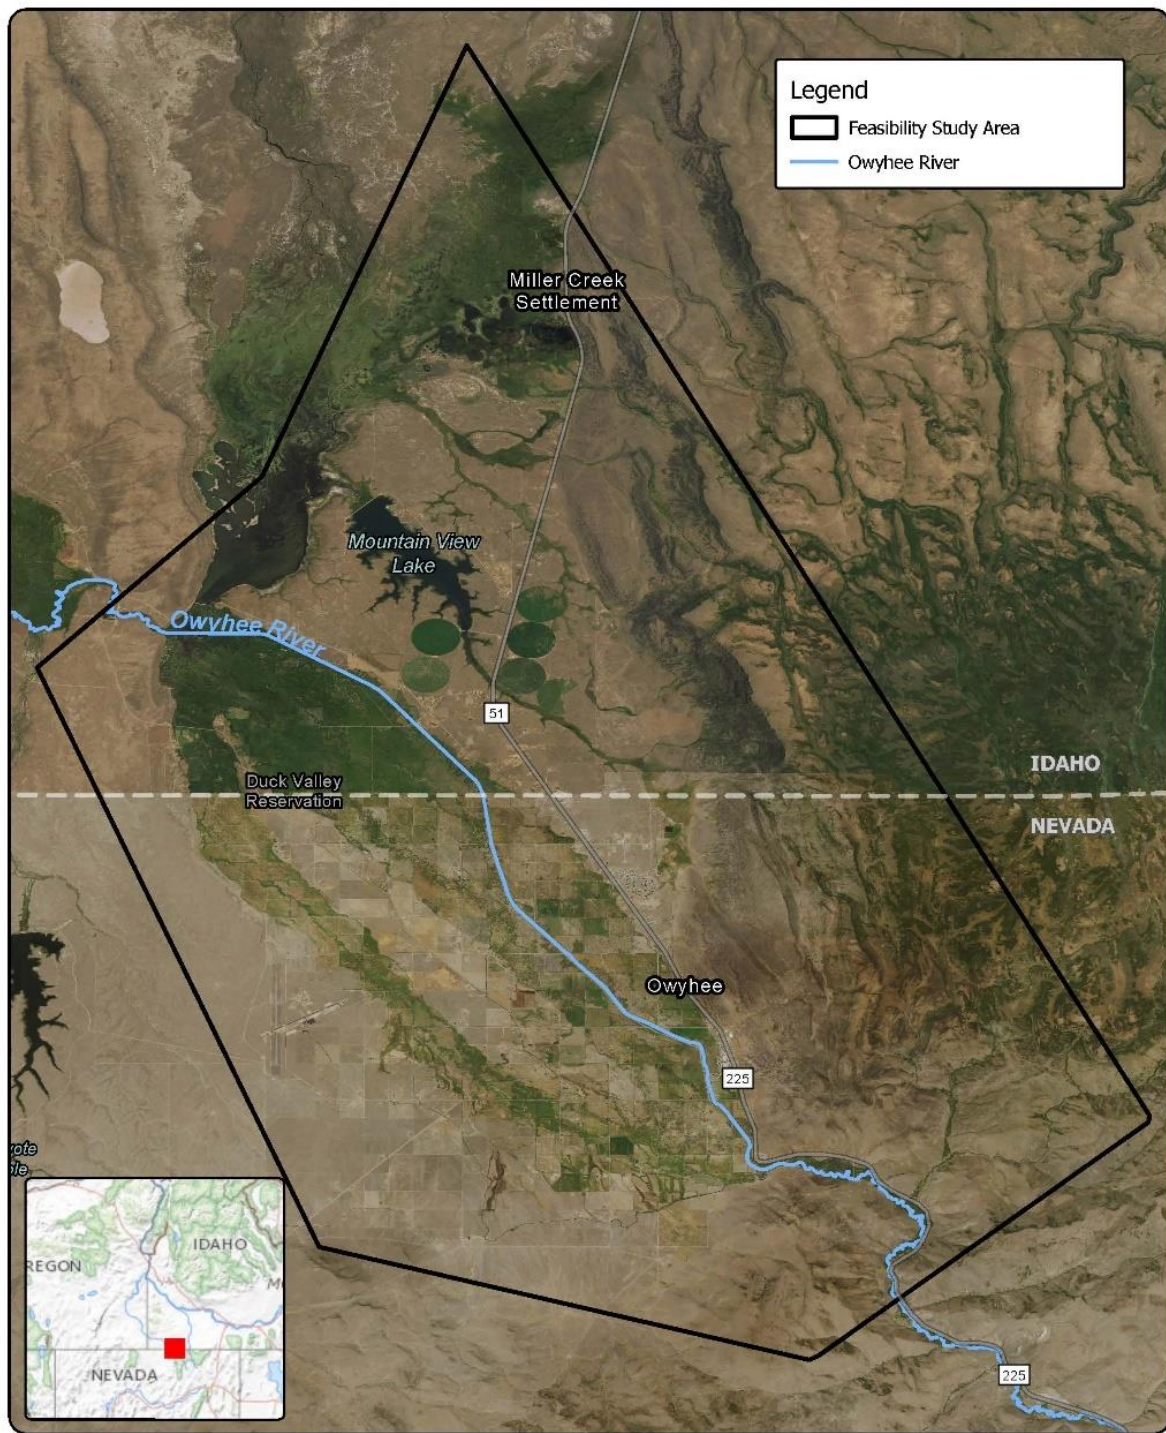 Legend
Feasibility Study Area
Owyhee River
Miller Creek
Settlement
Mountain View
Lake
Owyhee River
51
IDAHO
Duck Valley
Reservation
NEVADA
Owyhee
225
IDAHO
REGON
NEVADA
225